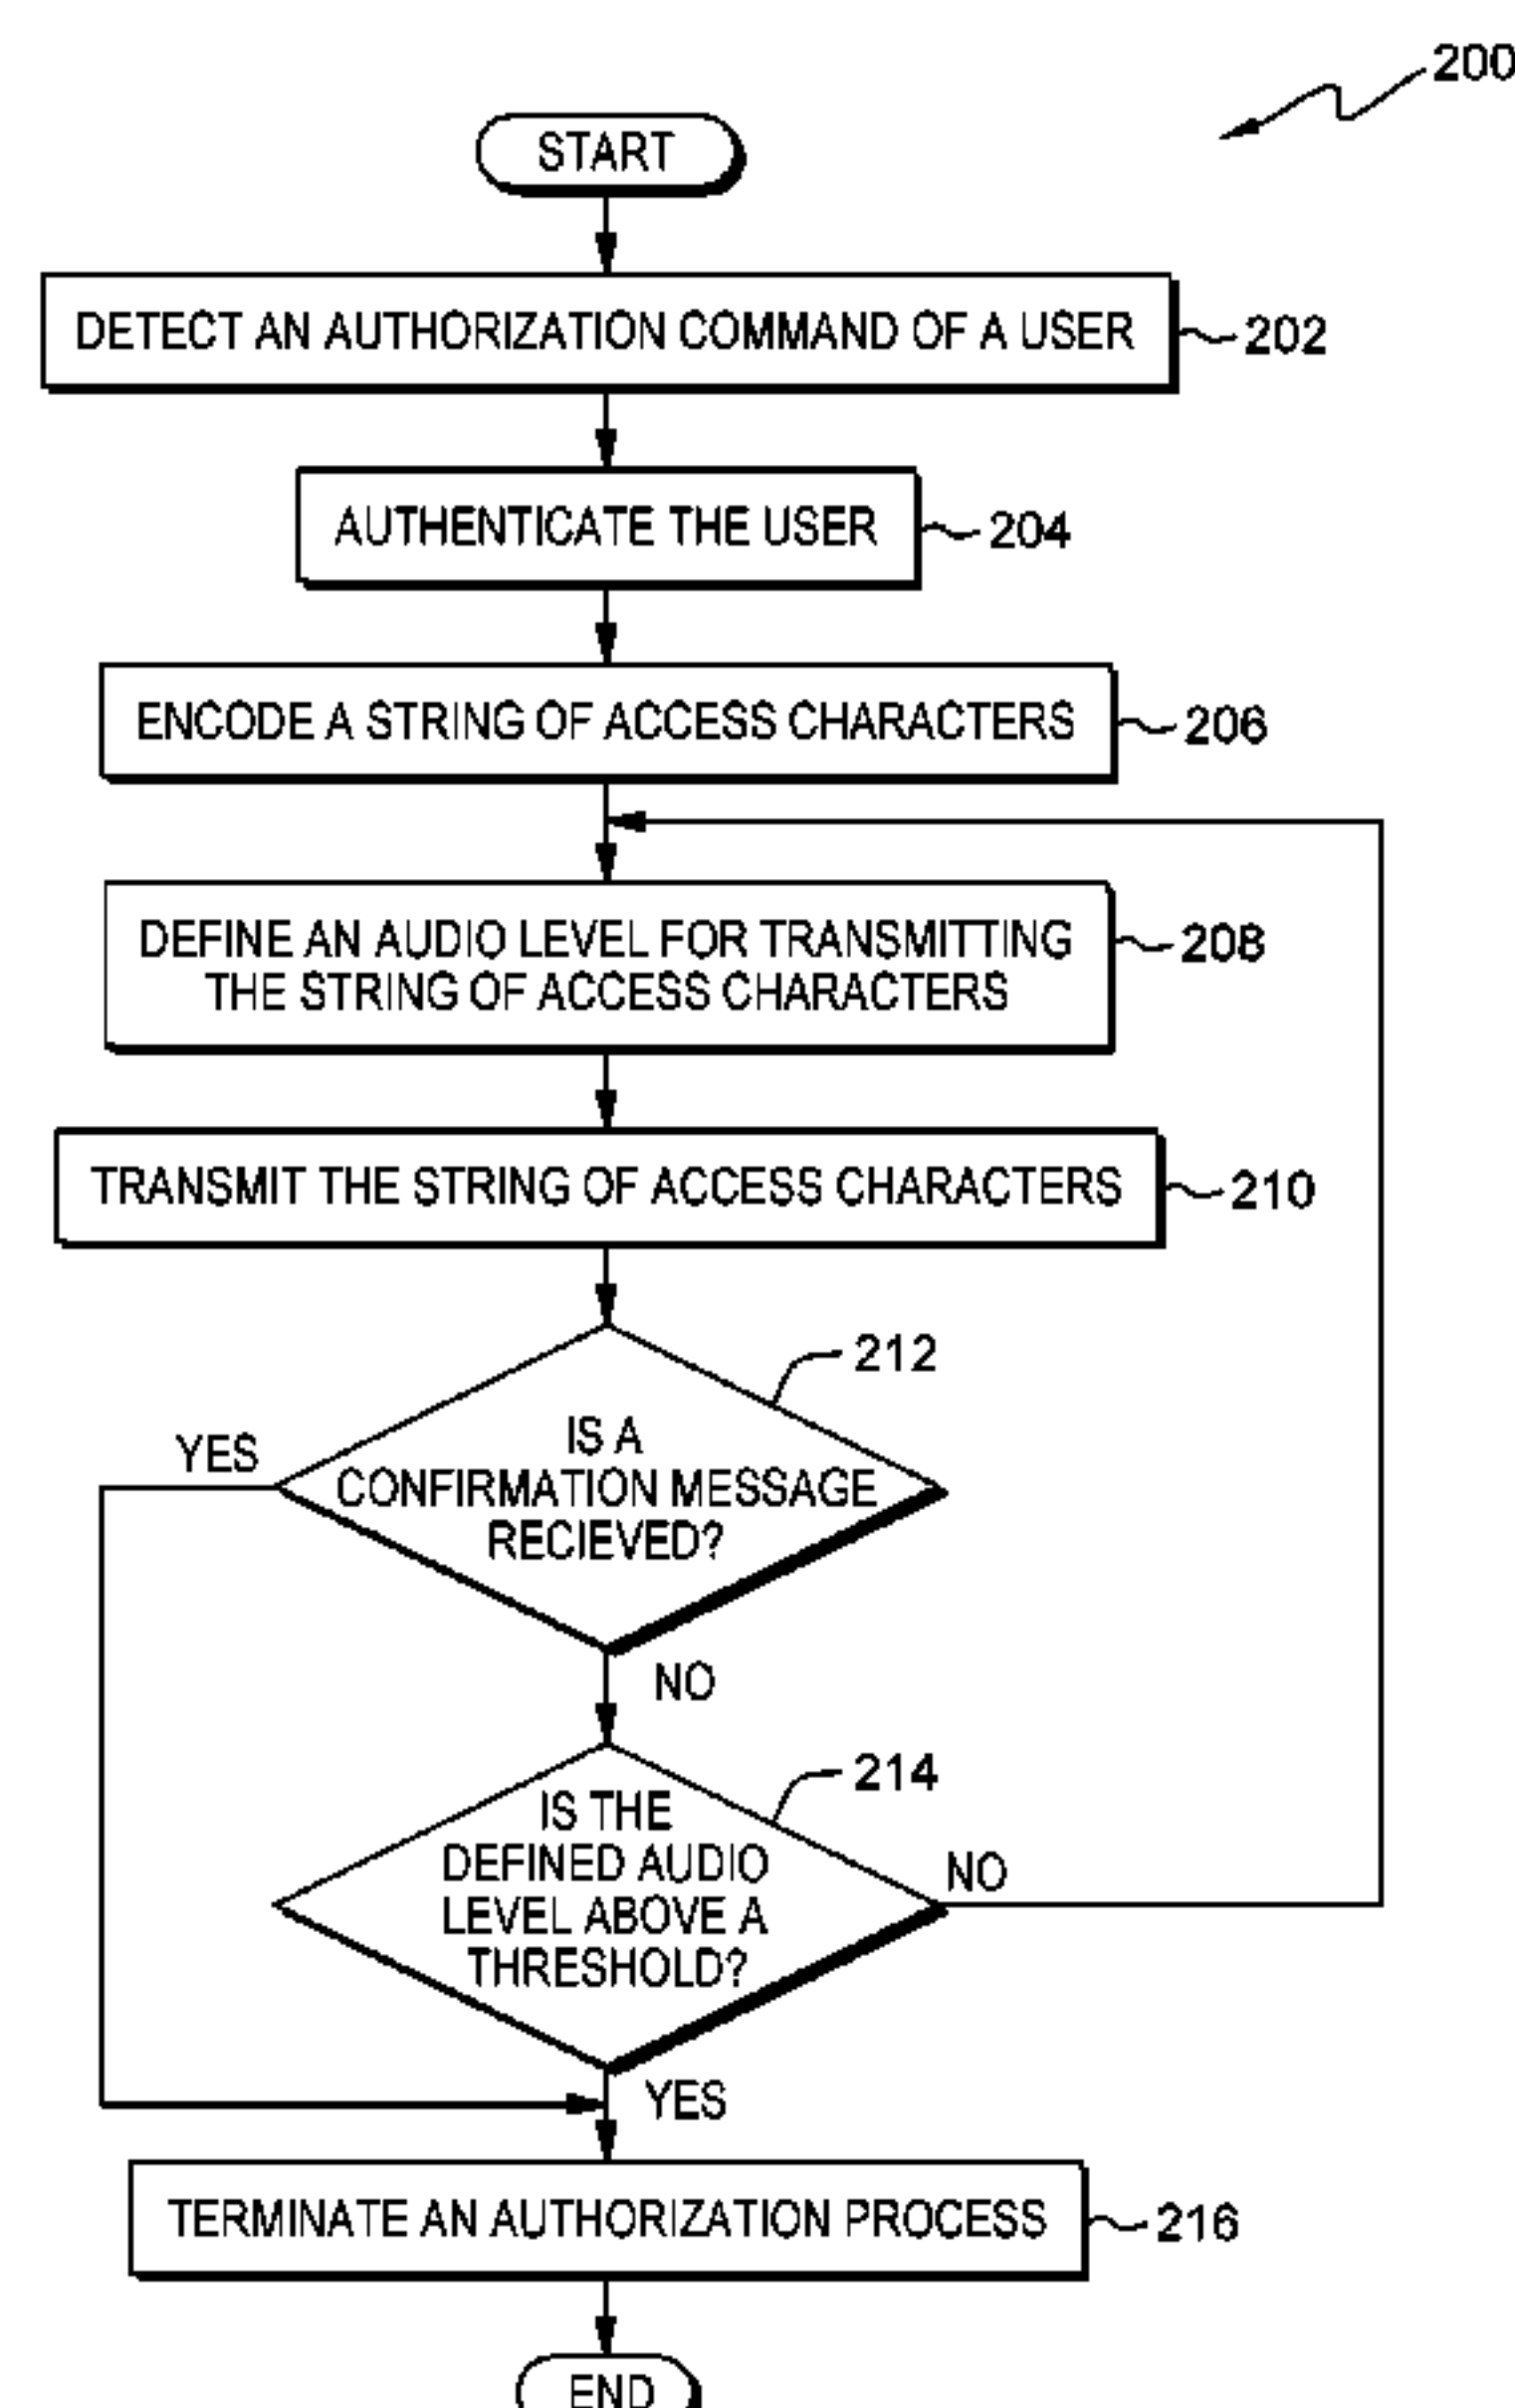 200
START
DETECT AN AUTHORIZATION COMMAND OF A USER
202
AUTHENTICATE THE USER
204
ENCODE A STRING OF ACCESS CHARACTERS
206
DEFINE AN AUDIO LEVEL FOR TRANSMITTING
THE STRING OF ACCESS CHARACTERS
208
TRANSMIT THE STRING OF ACCESS CHARACTERS
210
212
IS A
CONFIRMATION MESSAGE
RECIEVED?
YES
NO
214
IS THE
DEFINED AUDIO
LEVEL ABOVE A
THRESHOLD?
NO
YES
TERMINATE AN AUTHORIZATION PROCESS
216
END